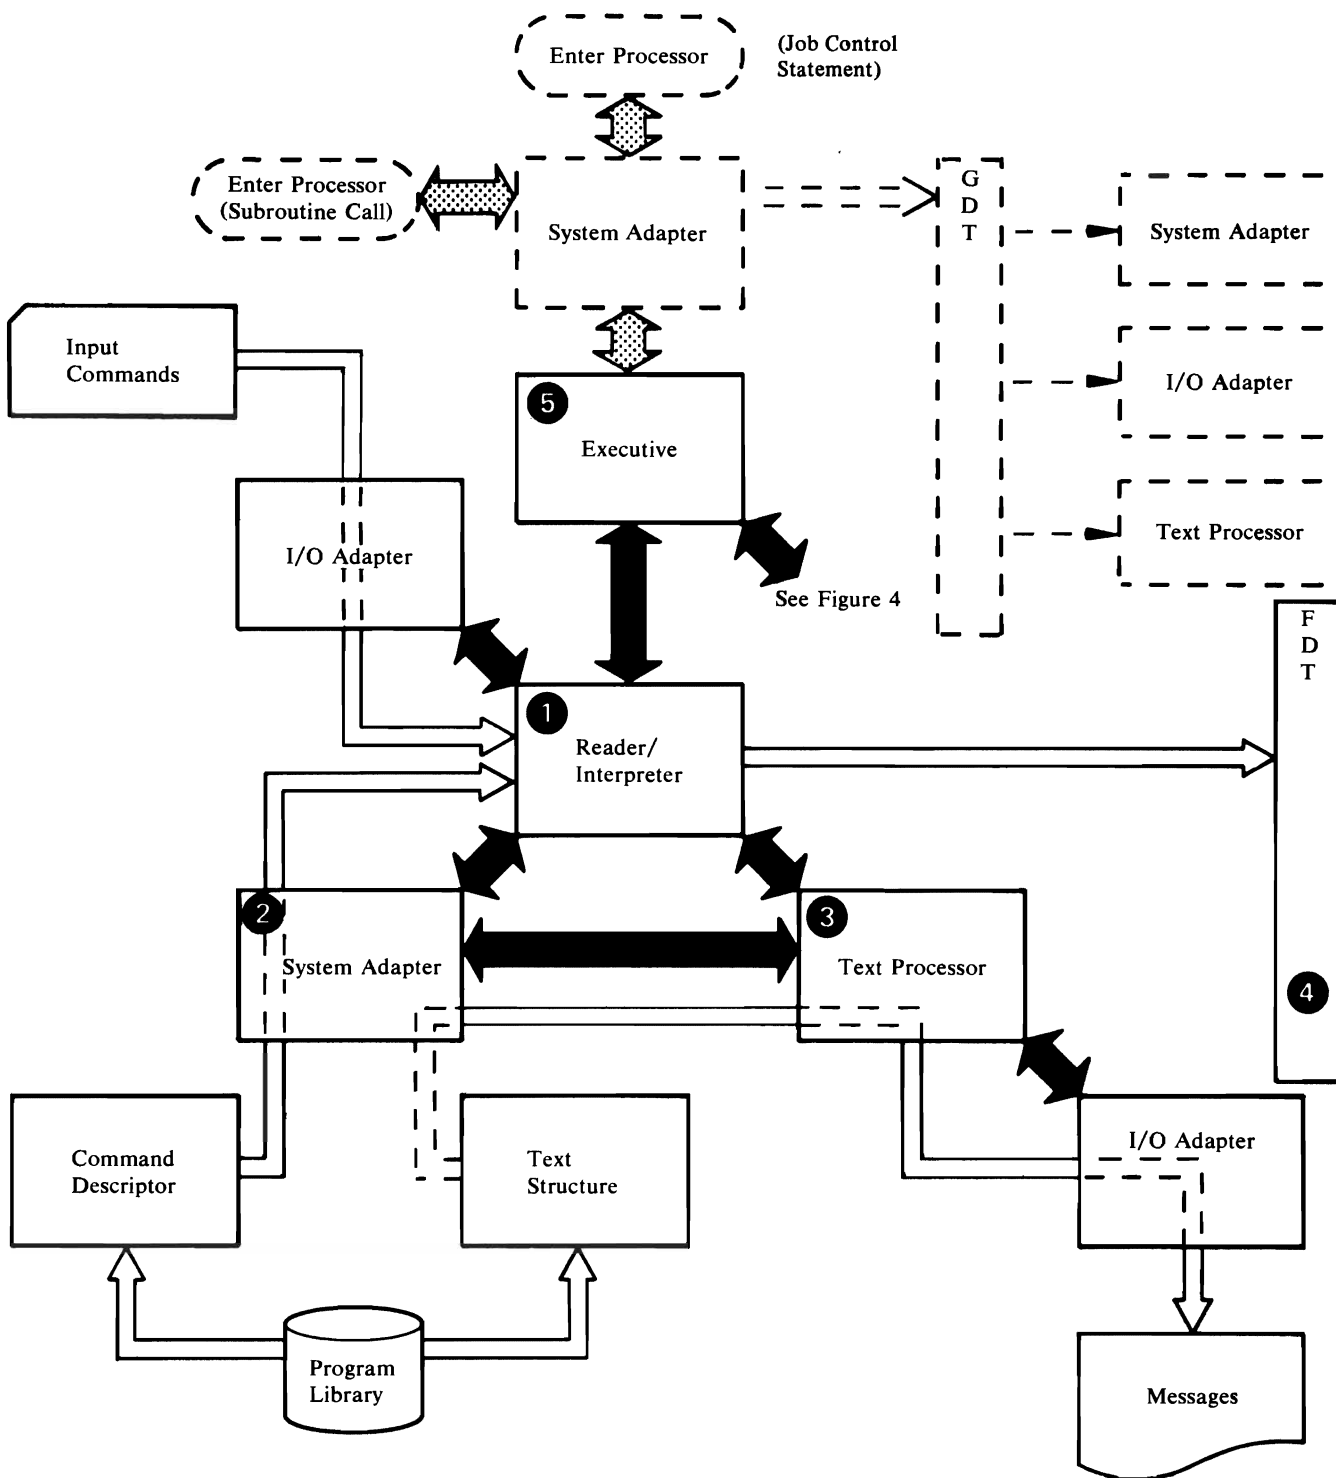 Enter Processor
(Job Control
Statement)
Enter Processor
(Subroutine Call)
System Adapter
G
D
T
System Adapter
Input
Commands
I/O Adapter
5
Executive
I/O Adapter
Text Processor
See Figure 4
F
D
T
1
Reader/
Interpreter
2
System Adapter
3
Text Processor
4
Command
Descriptor
Text
Structure
I/O Adapter
Program
Library
Messages